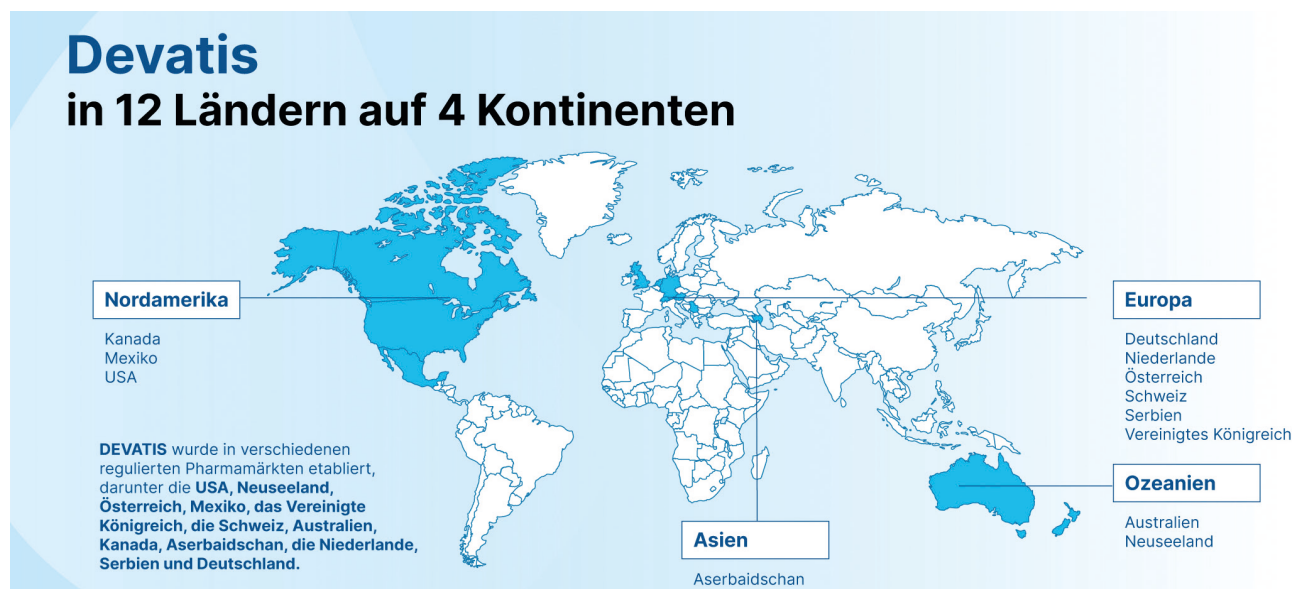 Devatis
in 12 Ländern auf 4 Kontinenten
Nordamerika
Kanada
Mexiko
USA
DEVATIS wurde in verschiedenen
regulierten Pharmamärkten etabliert,
darunter die USA, Neuseeland,
Österreich, Mexiko, das Vereinigte
Königreich, die Schweiz, Australien,
Kanada, Aserbaidschan, die Niederlande,
Serbien und Deutschland.
Asien
Aserbaidschan
Europa
Deutschland
Niederlande
Österreich
Schweiz
Serbien
Vereinigtes Königreich
Ozeanien
Australien
Neuseeland